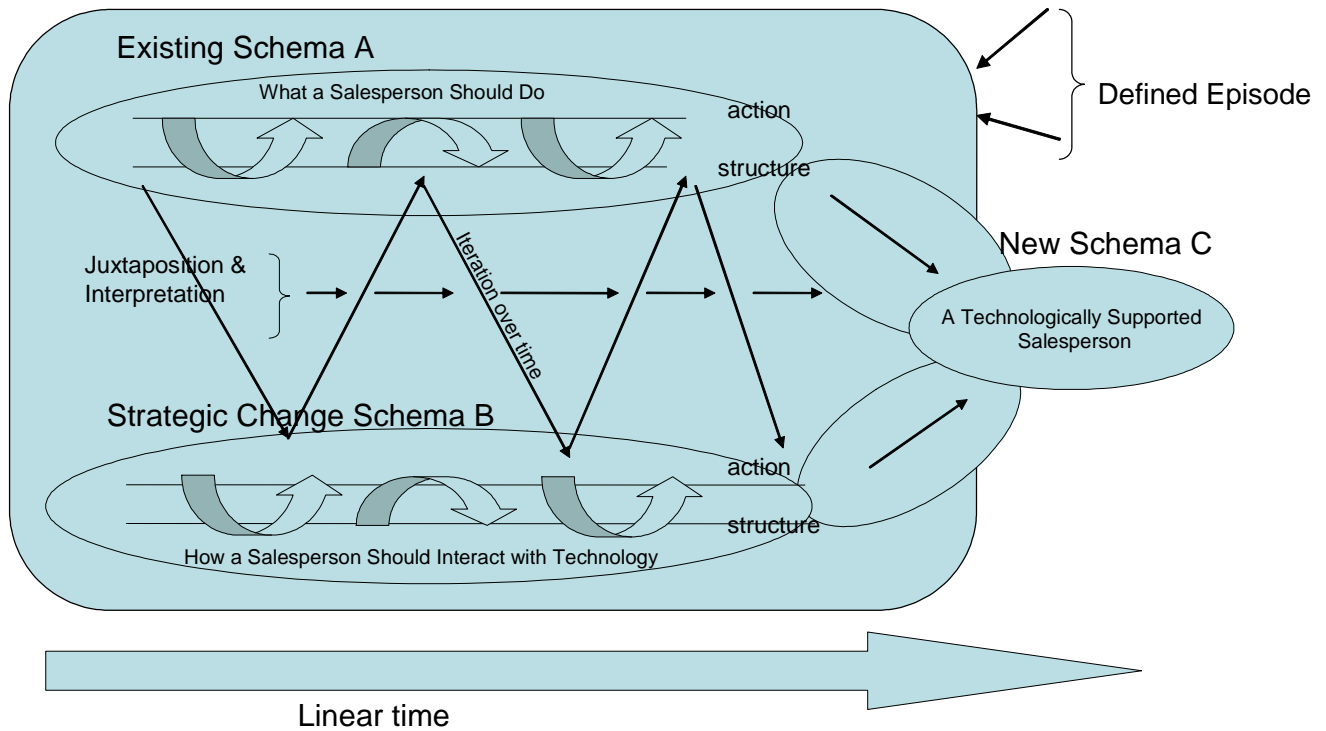 Existing Schema A
What a Salesperson Should Do
action
structure
Defined Episode
Juxtaposition &
Interpretation
Iteration over time
New Schema C
A Technologically Supported
Salesperson
Strategic Change Schema B
action
structure
How a Salesperson Should Interact with Technology
Linear time